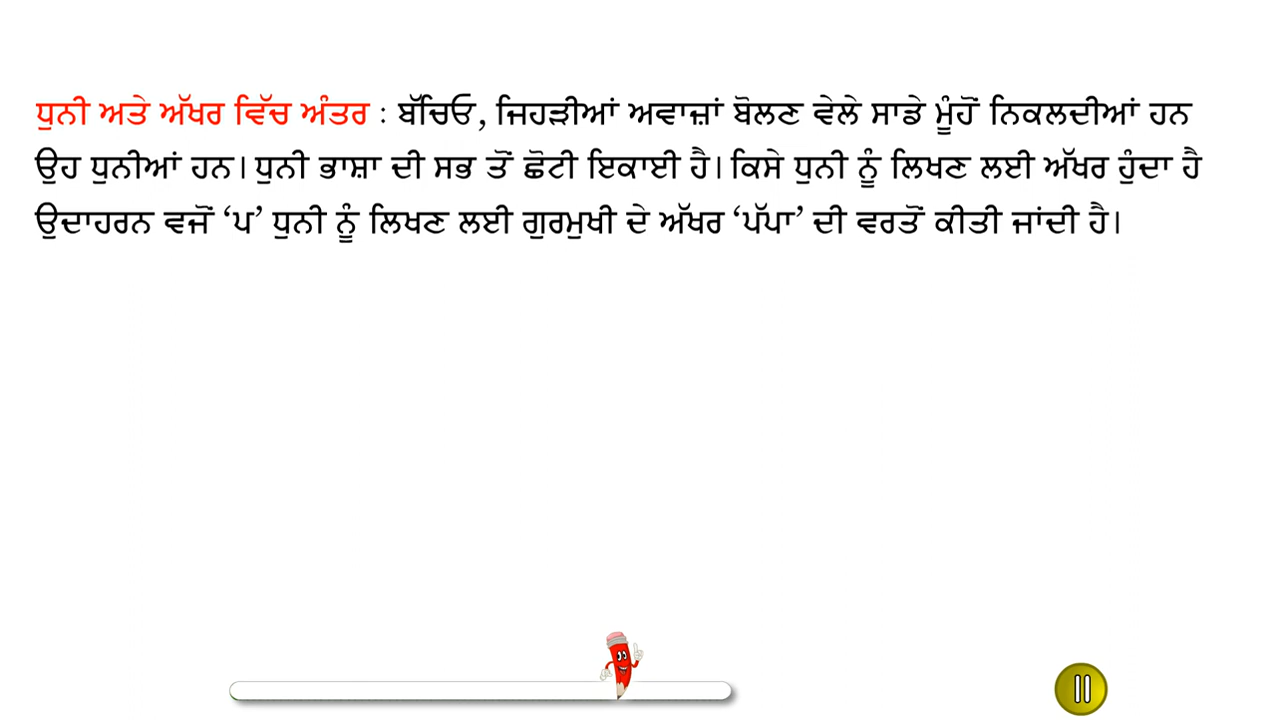 ਧੁਨੀ ਅਤੇ ਅੱਖਰ ਵਿੱਚ ਅੰਤਰ : ਬੱਚਿਓ, ਜਿਹੜੀਆਂ ਅਵਾਜ਼ਾਂ ਬੋਲਣ ਵੇਲੇ ਸਾਡੇ ਮੂੰਹੋਂ ਨਿਕਲਦੀਆਂ ਹਨ
ਉਹ ਧੁਨੀਆਂ ਹਨ। ਧੁਨੀ ਭਾਸ਼ਾ ਦੀ ਸਭ ਤੋਂ ਛੋਟੀ ਇਕਾਈ ਹੈ। ਕਿਸੇ ਧੁਨੀ ਨੂੰ ਲਿਖਣ ਲਈ ਅੱਖਰ ਹੁੰਦਾ ਹੈ
ਉਦਾਹਰਨ ਵਜੋਂ ‘ਪ’ ਧੁਨੀ ਨੂੰ ਲਿਖਣ ਲਈ ਗੁਰਮੁਖੀ ਦੇ ਅੱਖਰ ‘ਪੱਪਾ’ ਦੀ ਵਰਤੋਂ ਕੀਤੀ ਜਾਂਦੀ ਹੈ।